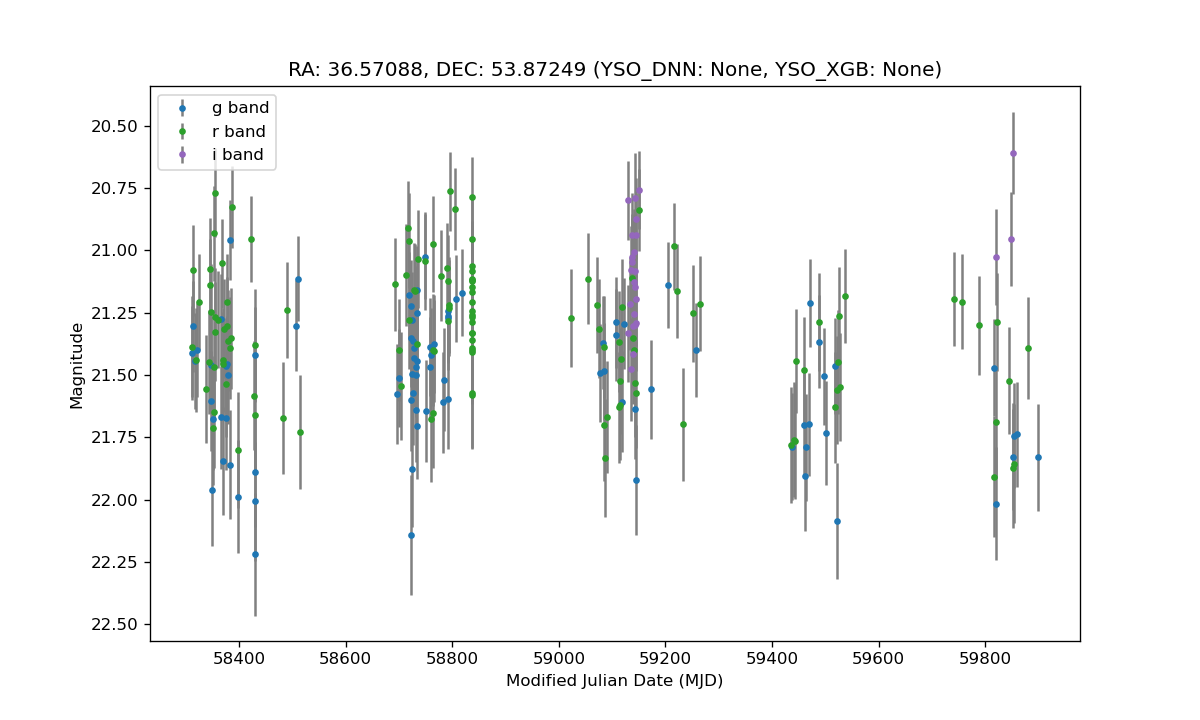 RA: 36.57088, DEC: 53.87249 (YSO_DNN: None, YSO_XGB: None)
g band
r band
i band
20.50
20.75
21.00
21.25
21.50
21.75
22.00
22.25
22.50
Magnitude
58400
58600
58800
59000
59200
59400
59600
59800
Modified Julian Date (MJD)